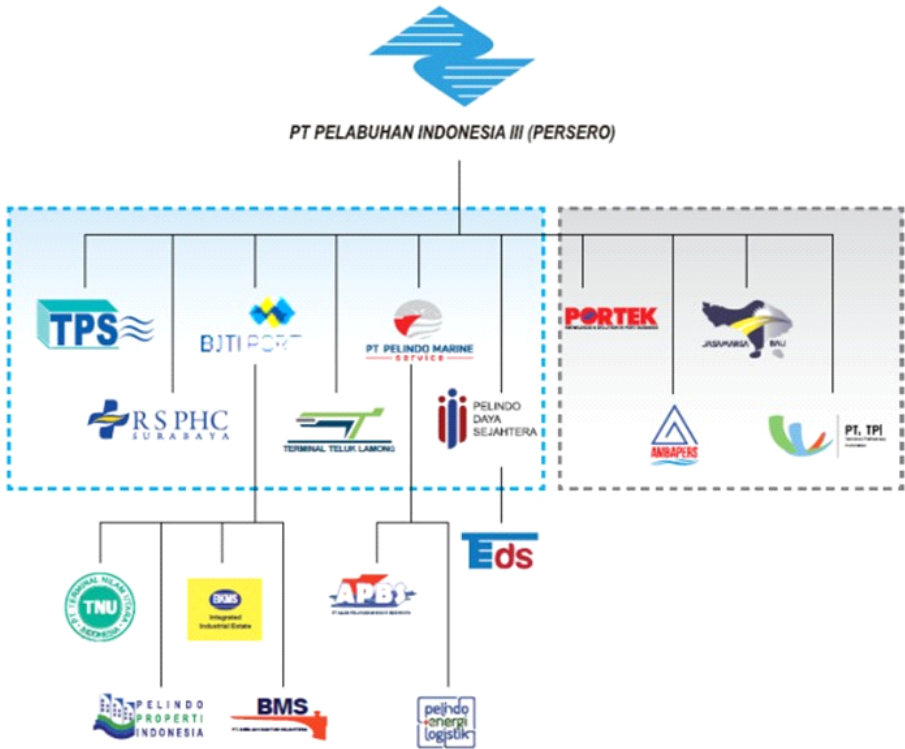 PT PELABUHAN INDONESIA III (PERSERO)
TPS
BJTI PORT
PT PELINDO MARINE
service
PORTEK
JASAMARGA BALI
RS PHC
SURABAYA
TERMINAL TELUK LAMONG
PELINDO
DAYA
SEJAHTERA
AMBAPERS
PT, TPI
Eds
PT. TERMINAL NILAM UTARA
TNU
INDONESIA
BKMS
Integrated
Industrial Estate
APBS
PELINDO
PROPERTI
INDONESIA
BMS
pelindo
energi
logistik